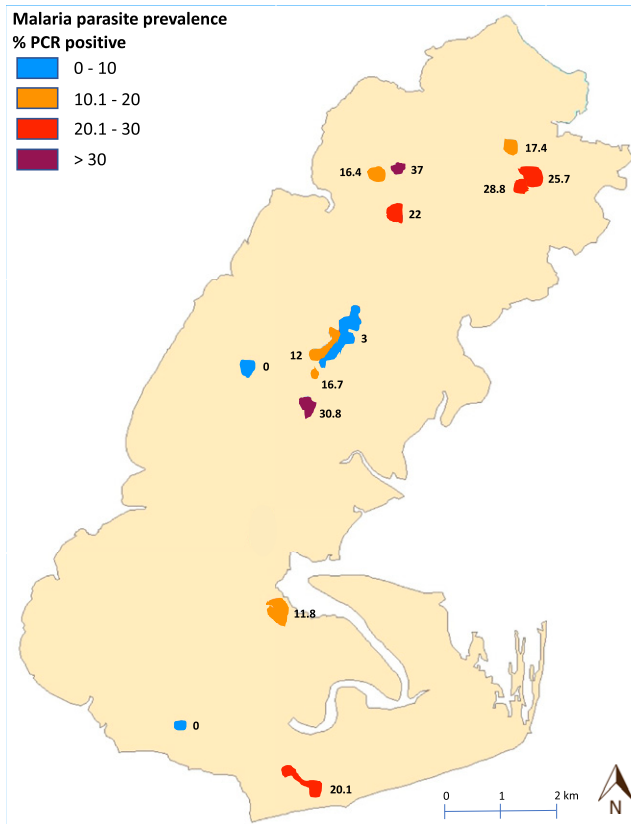 Malaria parasite prevalence
% PCR positive
0 - 10
10.1 - 20
20.1 - 30
> 30
17.4
16.4
37
25.7
28.8
22
3
12
0
16.7
30.8
11.8
0
20.1
0 1 2 km
N